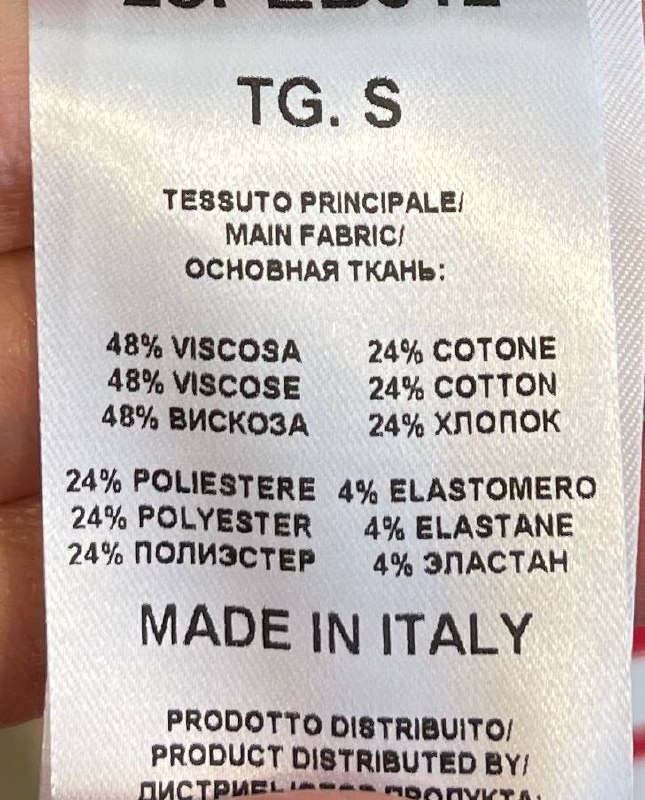 TG. S
TESSUTO PRINCIPALE/
MAIN FABRIC/
ОСНОВНАЯ ТКАНЬ:
48% VISCOSA 24% COTONE
48% VISCOSE 24% COTTON
48% ВИСКОЗА 24% ХЛОПОК
24% POLIESTERE 4% ELASTOMERO
24% POLYESTER 4% ELASTANE
24% ПОЛИЭСТЕР 4% ЭЛАСТАН
MADE IN ITALY
PRODOTTO DISTRIBUITO/
PRODUCT DISTRIBUTED BY/
ПРОДУКТА: